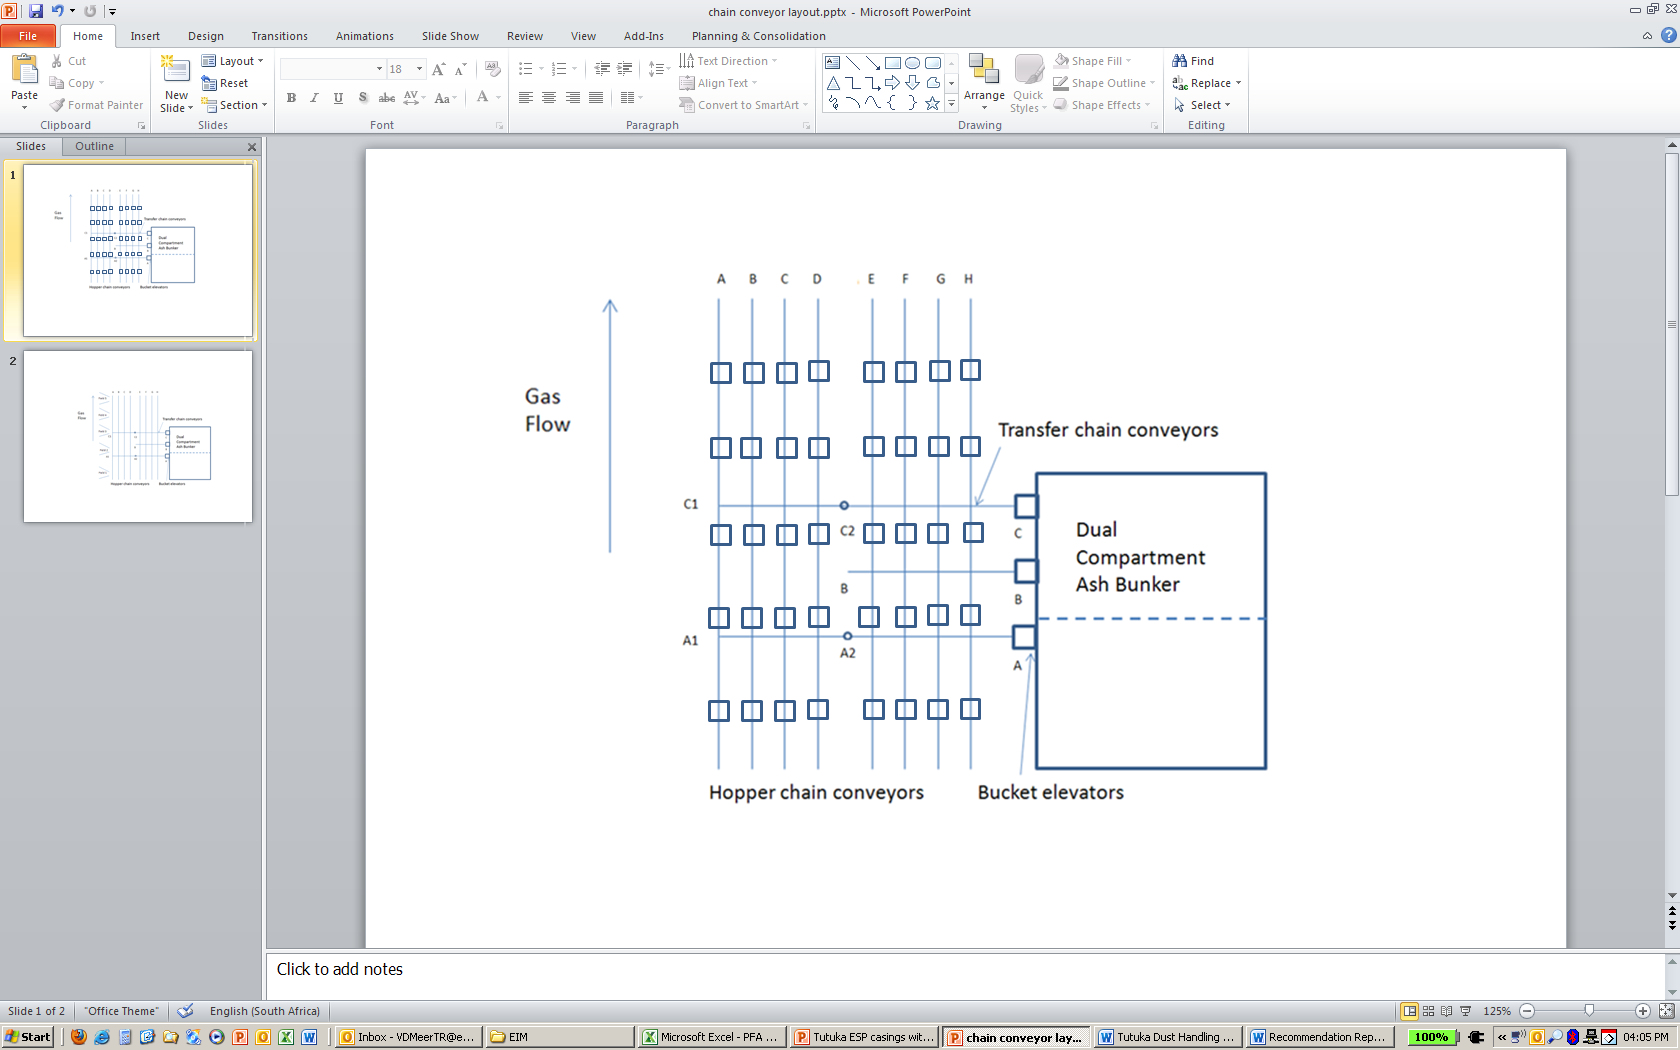 chain conveyor layout.pptx - Microsoft PowerPoint
File Home Insert Design Transitions Animations Slide Show Review View Add-Ins Planning & Consolidation
Paste
Cut
Copy
Format Painter
Clipboard
New Slide
Layout
Reset
Section
Slides
18
Font
Text Direction
Align Text
Convert to SmartArt
Paragraph
Arrange
Quick Styles
Shape Fill
Shape Outline
Shape Effects
Drawing
Find
Replace
Select
Editing
Slides Outline
1
2
A B C D E F G H
Gas
Flow
Transfer chain conveyors
C1
C2
C
Dual
Compartment
Ash Bunker
B
B
A1
A2
A
Hopper chain conveyors
Bucket elevators
Click to add notes
Slide 1 of 2 "Office Theme" English (South Africa) 125%
Start Inbox - VDMeerTR@e... EIM Microsoft Excel - PFA ... Tutuka ESP casings wit... chain conveyor lay... Tutuka Dust Handling ... Recommendation Rep... 100% 04:05 PM